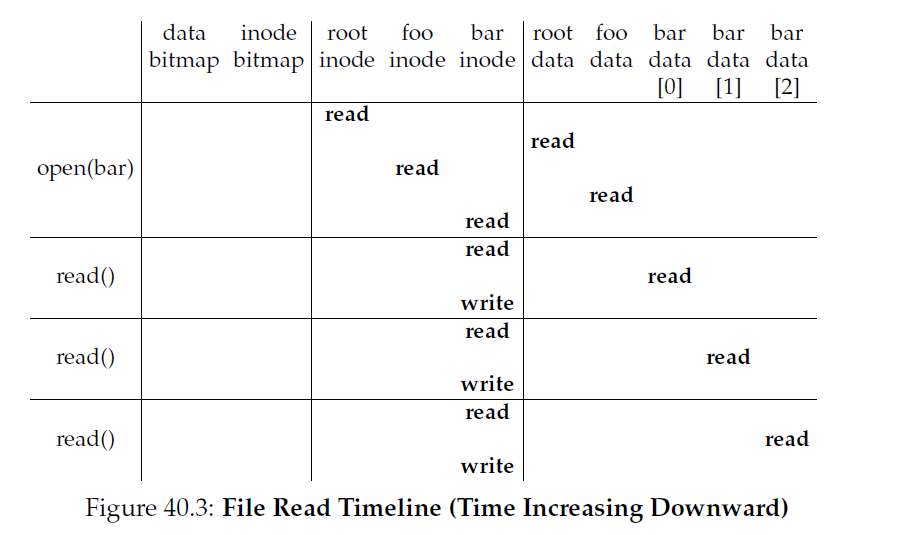 data inode root foo bar root foo bar bar bar
bitmap bitmap inode inode inode data data data data data
[0] [1] [2]
read
read
open(bar) read
read
read
read
read() read
write
read
read() read
write
read
read() read
write
Figure 40.3: File Read Timeline (Time Increasing Downward)